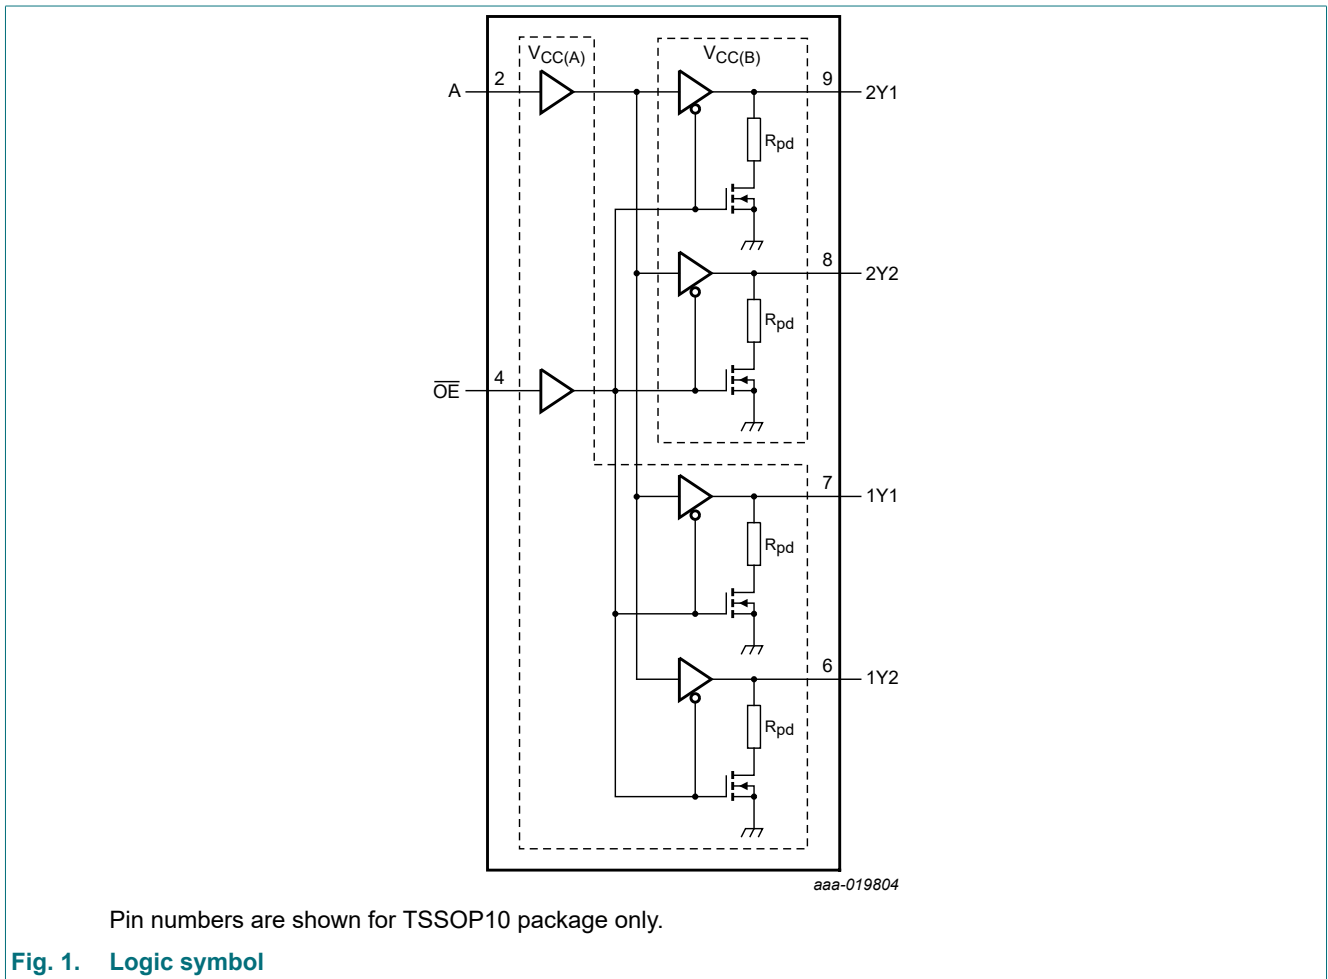 VCC(A)
VCC(B)
A
2
9
2Y1
Rpd
8
2Y2
Rpd
OE
4
7
1Y1
Rpd
6
1Y2
Rpd
aaa-019804
Pin numbers are shown for TSSOP10 package only.
Fig. 1. Logic symbol